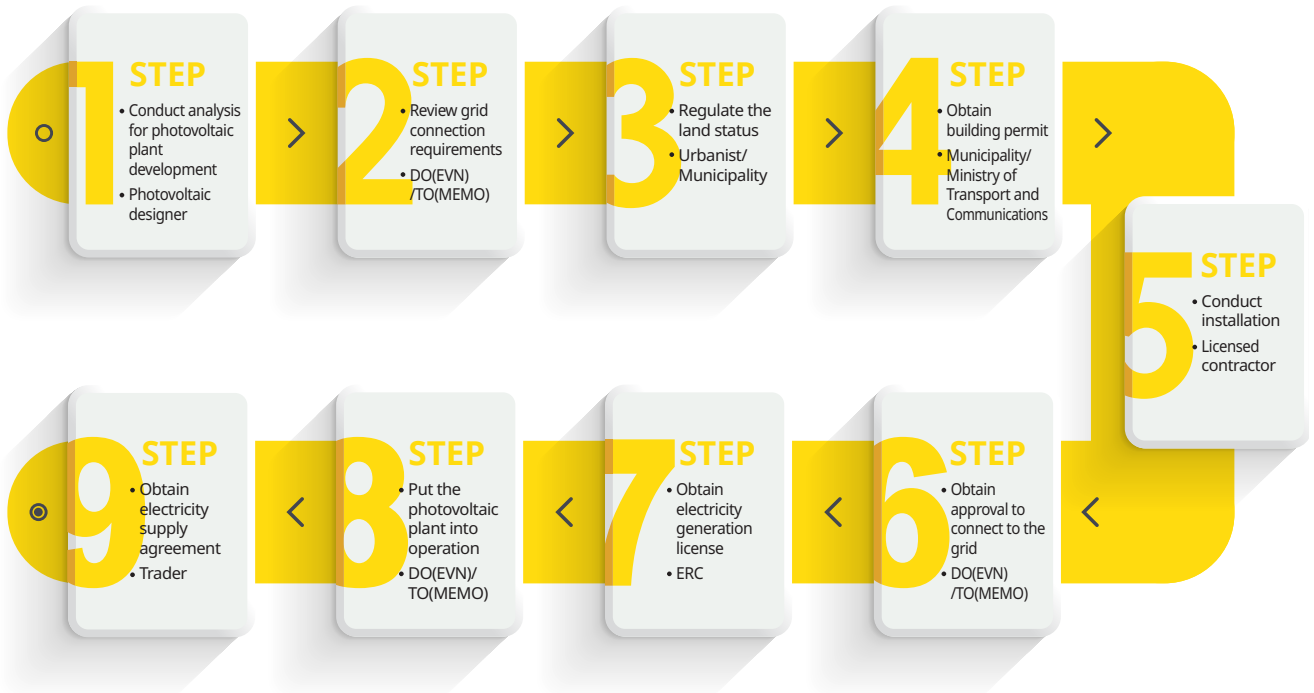 1
STEP
• Conduct analysis
for photovoltaic
plant
development
• Photovoltaic
designer
2
STEP
• Review grid
connection
requirements
• DO(EVN)
/TO(MEMO)
3
STEP
• Regulate the
land status
• Urbanist/
Municipality
4
STEP
• Obtain
building permit
• Municipality/
Ministry of
Transport and
Communications
5
STEP
• Conduct
installation
• Licensed
contractor
6
STEP
• Obtain
approval to
connect to the
grid
• DO(EVN)
/TO(MEMO)
7
STEP
• Obtain
electricity
generation
license
• ERC
8
STEP
• Put the
photovoltaic
plant into
operation
• DO(EVN)/
TO(MEMO)
9
STEP
• Obtain
electricity
supply
agreement
• Trader